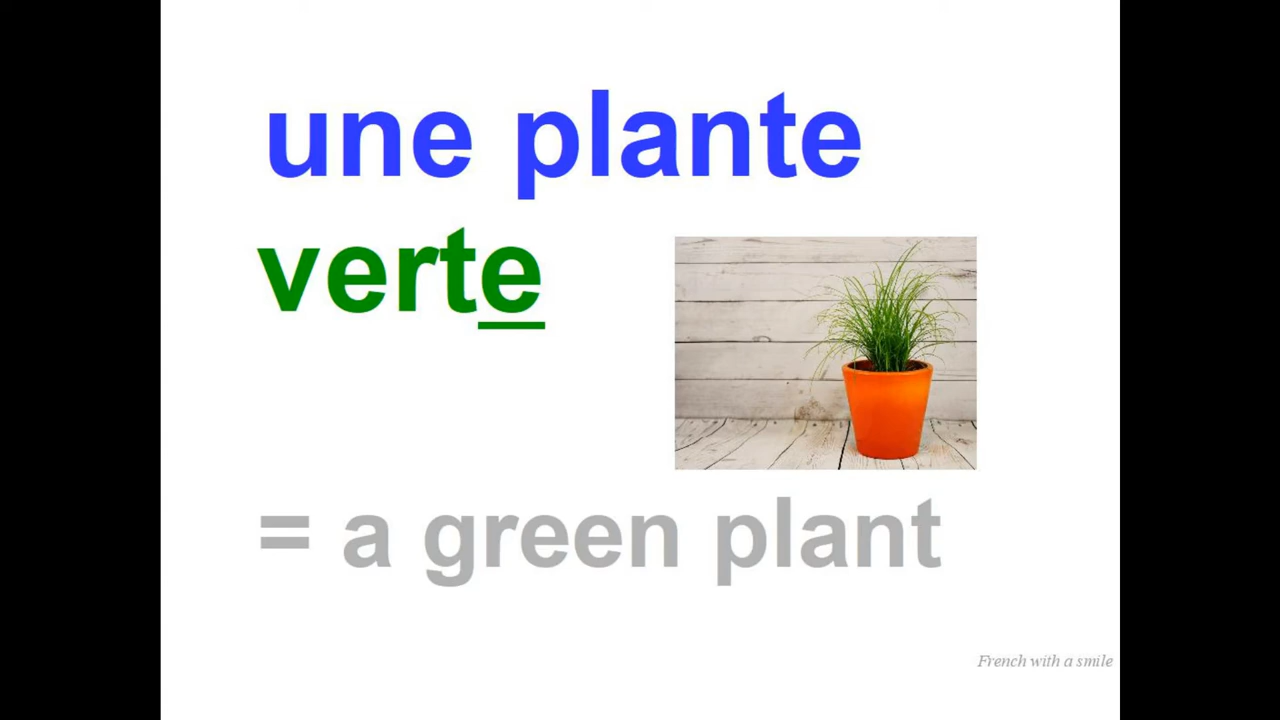 une plante
verte
= a green plant
French with a smile